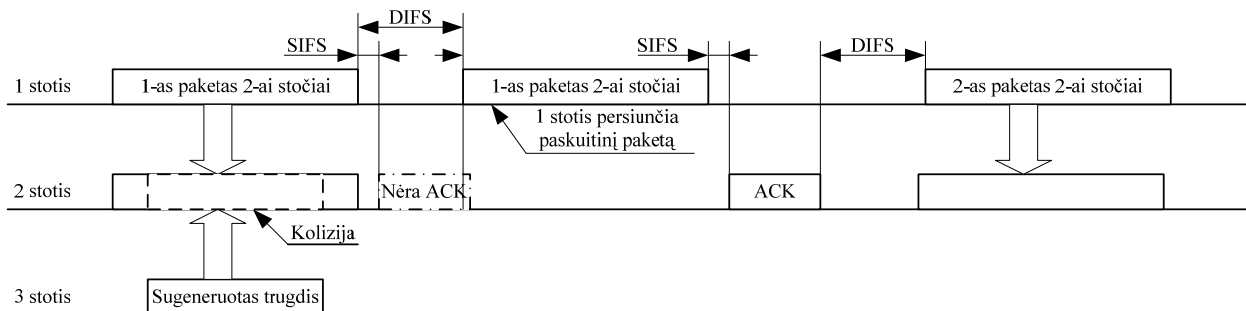 DIFS
SIFS
SIFS
DIFS
1 stotis
1-as paketas 2-ai stočiai
1-as paketas 2-ai stočiai
2-as paketas 2-ai stočiai
1 stotis persiunčia
paskuitinį paketą
2 stotis
Nėra ACK
ACK
Kolizija
3 stotis
Sugeneruotas trugdis